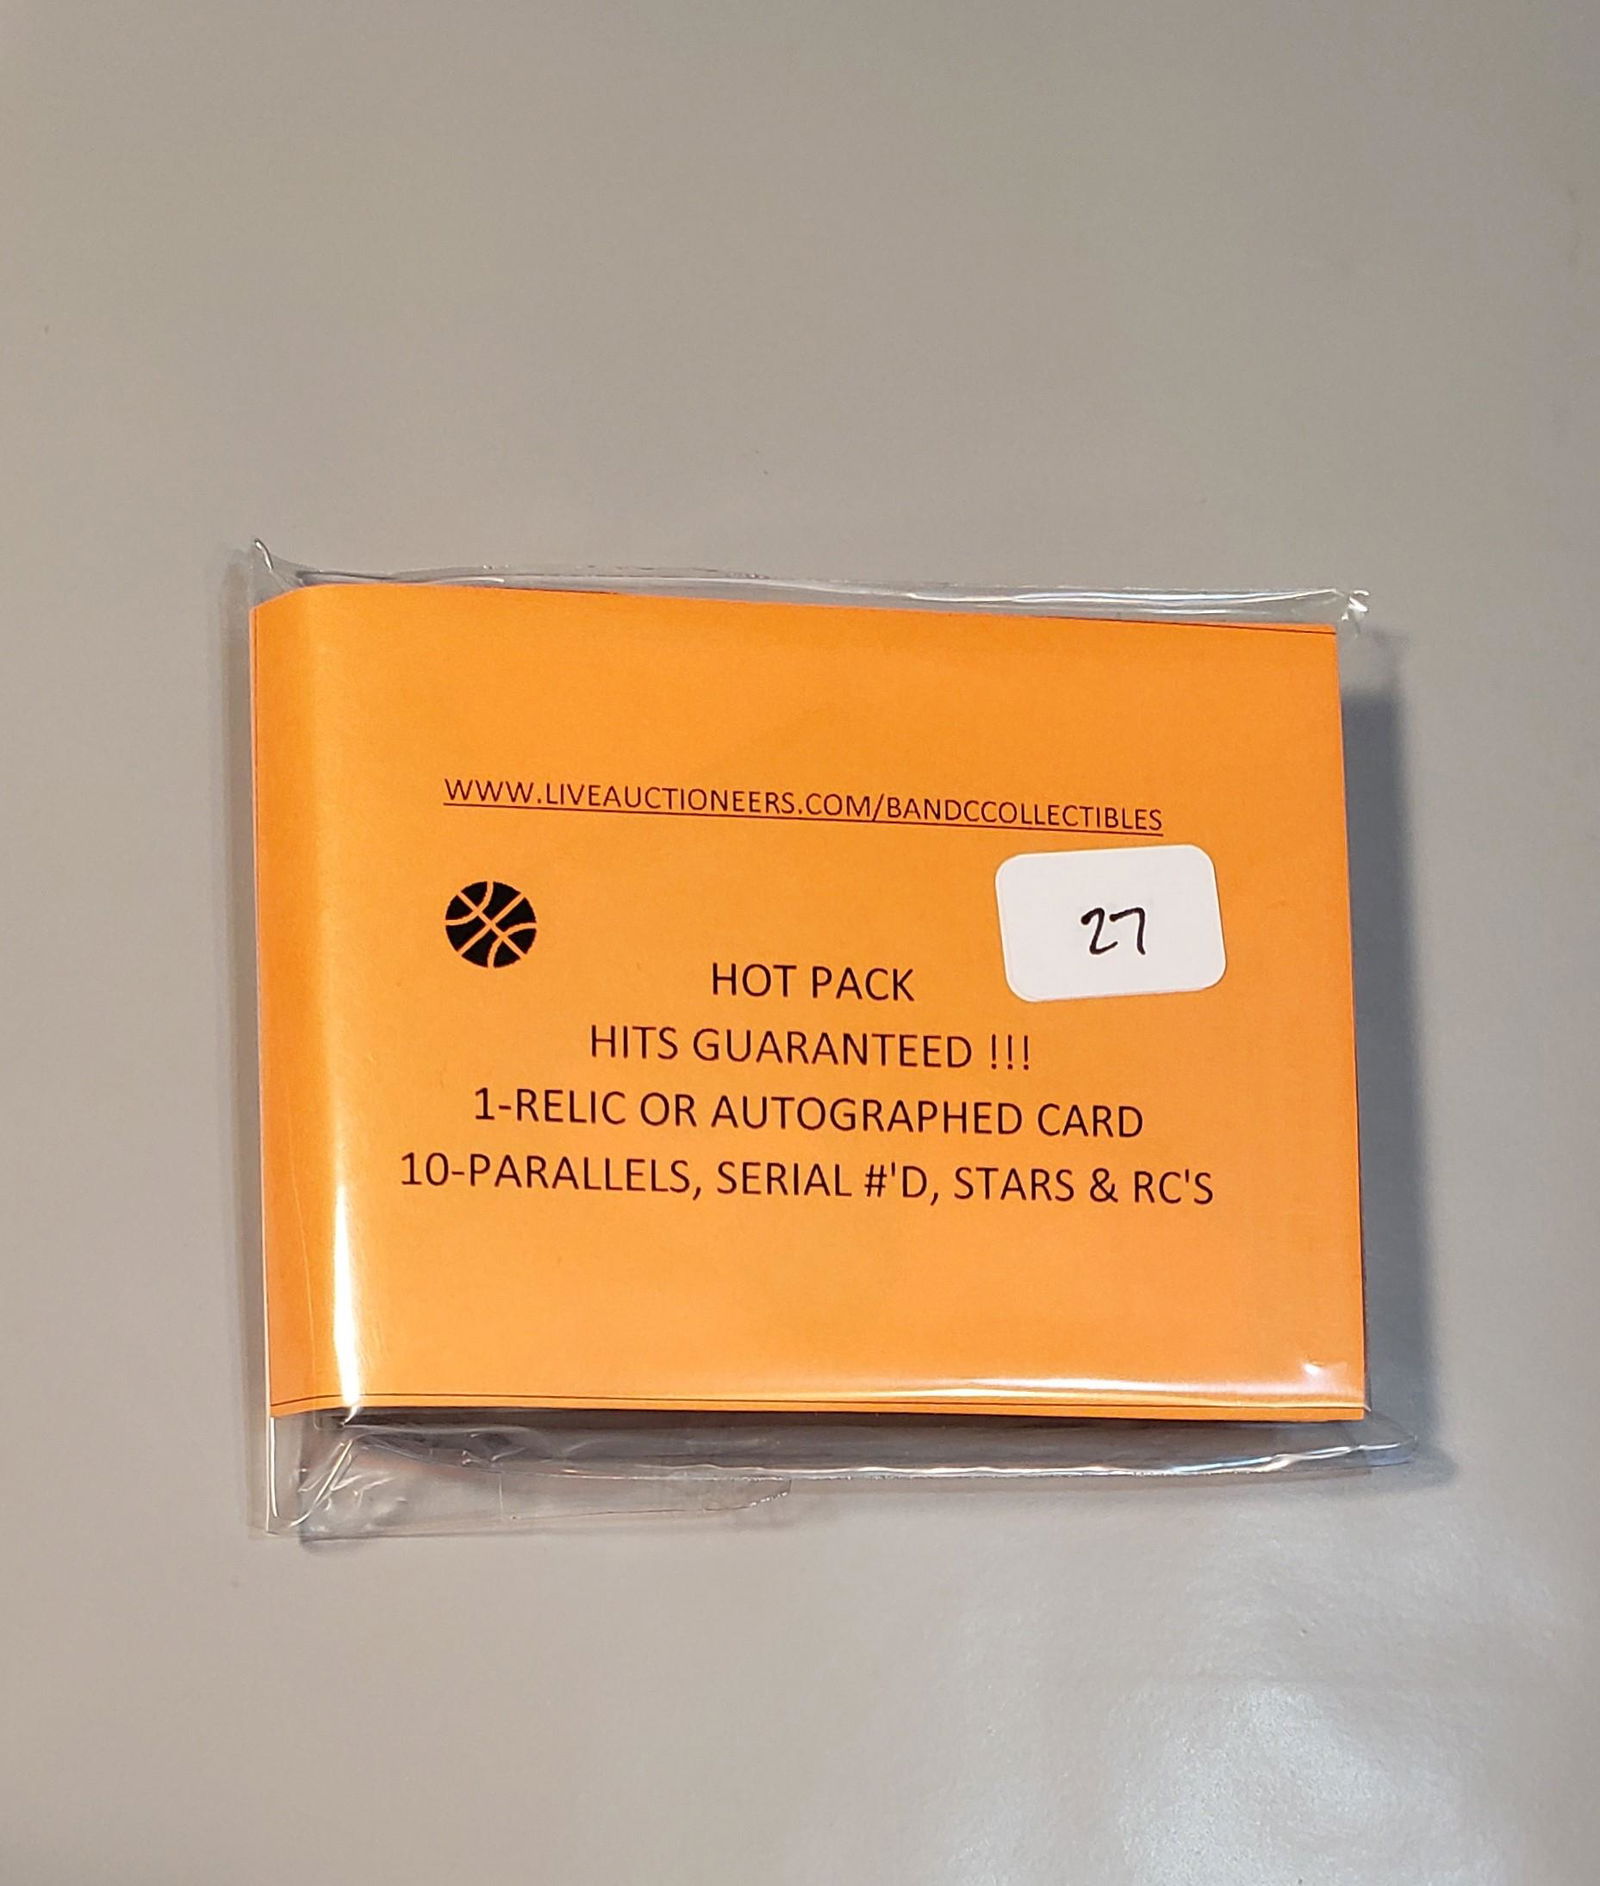 WWW.LIVEAUCTIONEERS.COM/BANDCCOLLECTIBLES
27
HOT PACK
HITS GUARANTEED !!!
1-RELIC OR AUTOGRAPHED CARD
10-PARALLELS, SERIAL #'D, STARS & RC'S